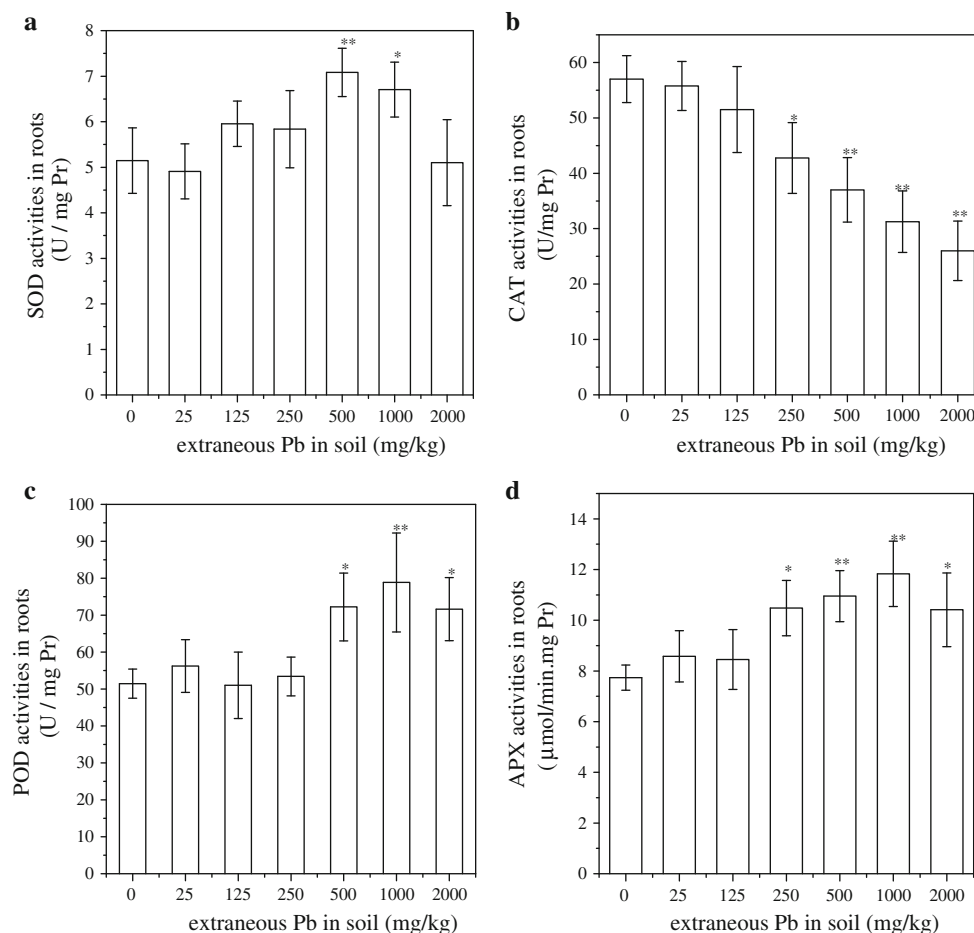 a
SOD activities in roots
(U / mg Pr)
8
7
6
5
4
3
2
1
0
**
*
0 25 125 250 500 1000 2000
extraneous Pb in soil (mg/kg)
b
CAT activities in roots
(U/mg Pr)
60
50
40
30
20
10
0
*
**
**
**
0 25 125 250 500 1000 2000
extraneous Pb in soil (mg/kg)
c
POD activities in roots
(U / mg Pr)
100
90
80
70
60
50
40
30
20
10
0
*
**
*
0 25 125 250 500 1000 2000
extraneous Pb in soil (mg/kg)
d
APX activities in roots
(μmol/min.mg Pr)
14
12
10
8
6
4
2
0
*
**
**
*
0 25 125 250 500 1000 2000
extraneous Pb in soil (mg/kg)